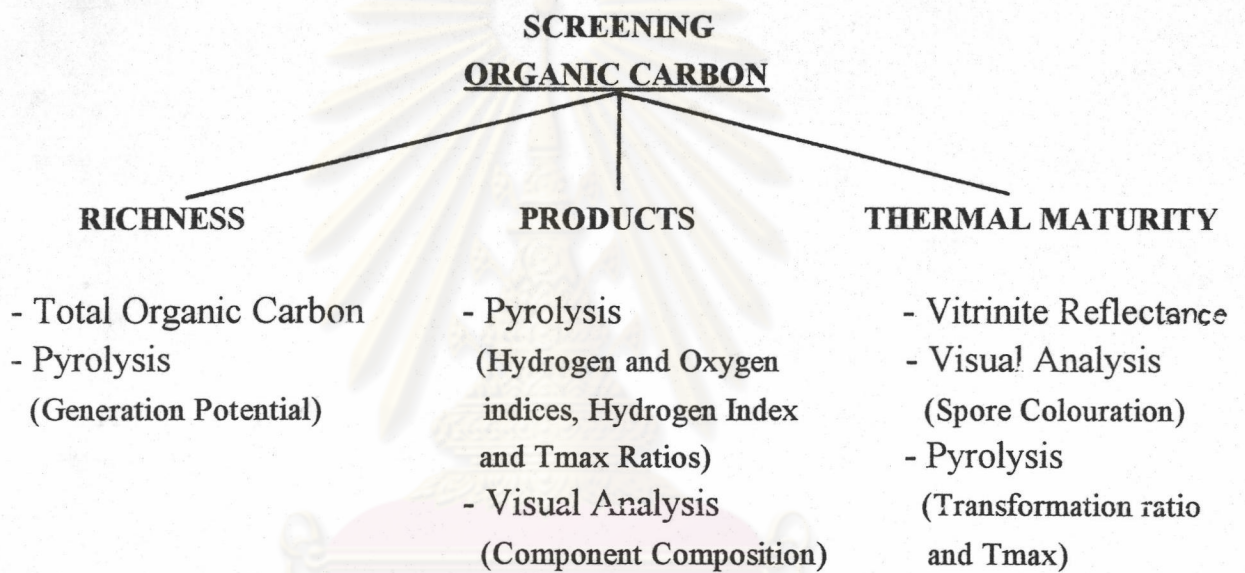 SCREENING
ORGANIC CARBON
RICHNESS
- Total Organic Carbon
- Pyrolysis
(Generation Potential)
PRODUCTS
- Pyrolysis
(Hydrogen and Oxygen
indices, Hydrogen Index
and Tmax Ratios)
- Visual Analysis
(Component Composition)
THERMAL MATURITY
- Vitrinite Reflectance
- Visual Analysis
(Spore Colouration)
- Pyrolysis
(Transformation ratio
and Tmax)